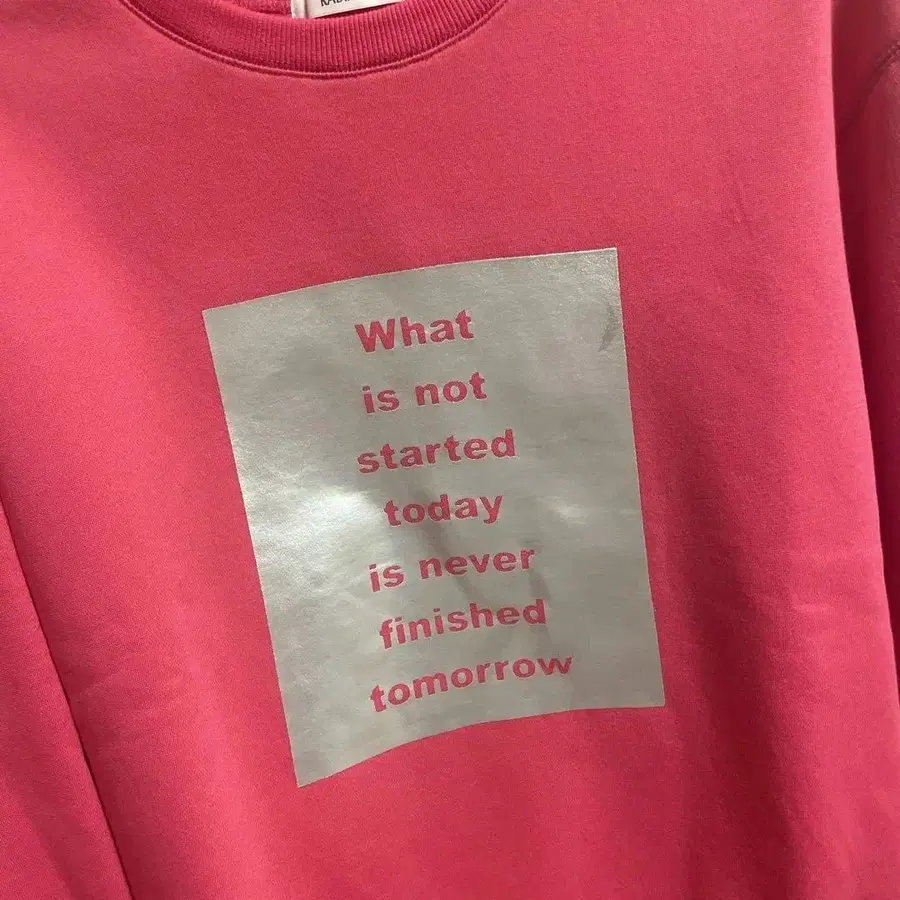 What
is not
started
today
is never
finished
tomorrow